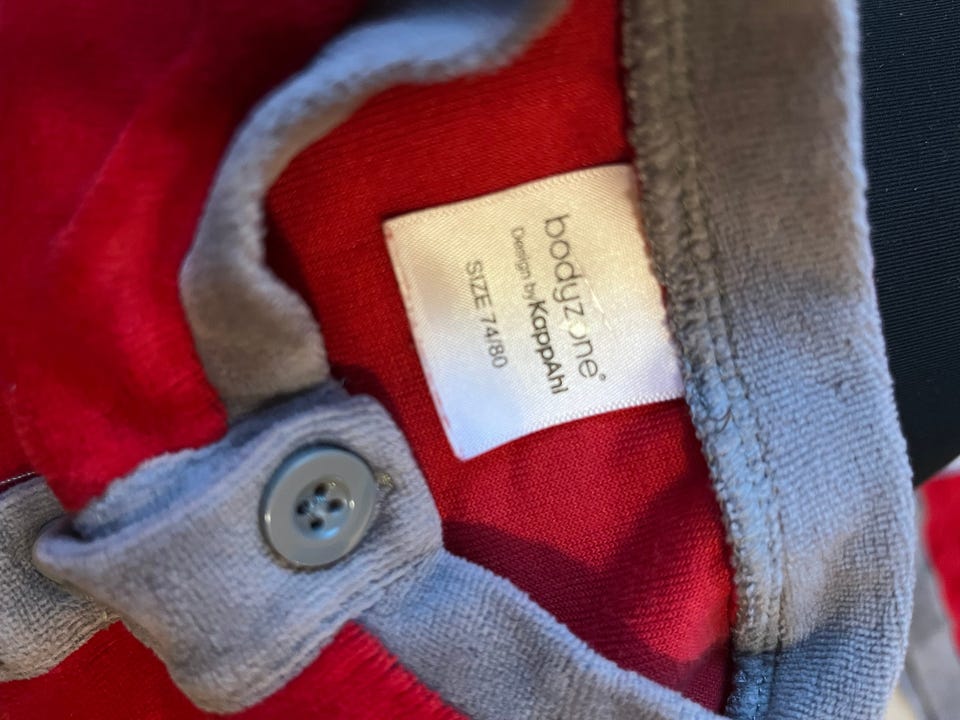 bodyzone®
Design by KappAhl
SIZE 74/80